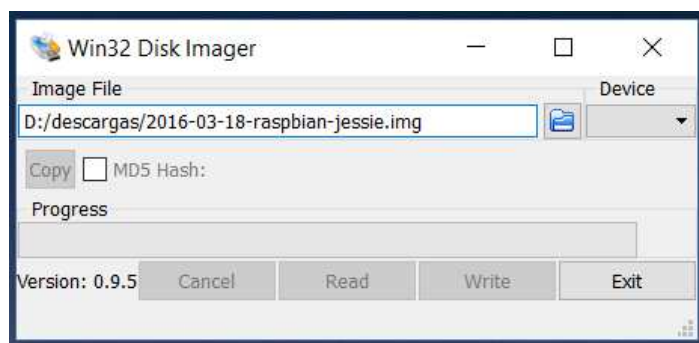 Win32 Disk Imager
Image File
Device
D:/descargas/2016-03-18-raspbian-jessie.img
Copy MD5 Hash:
Progress
Version: 0.9.5 Cancel Read Write Exit